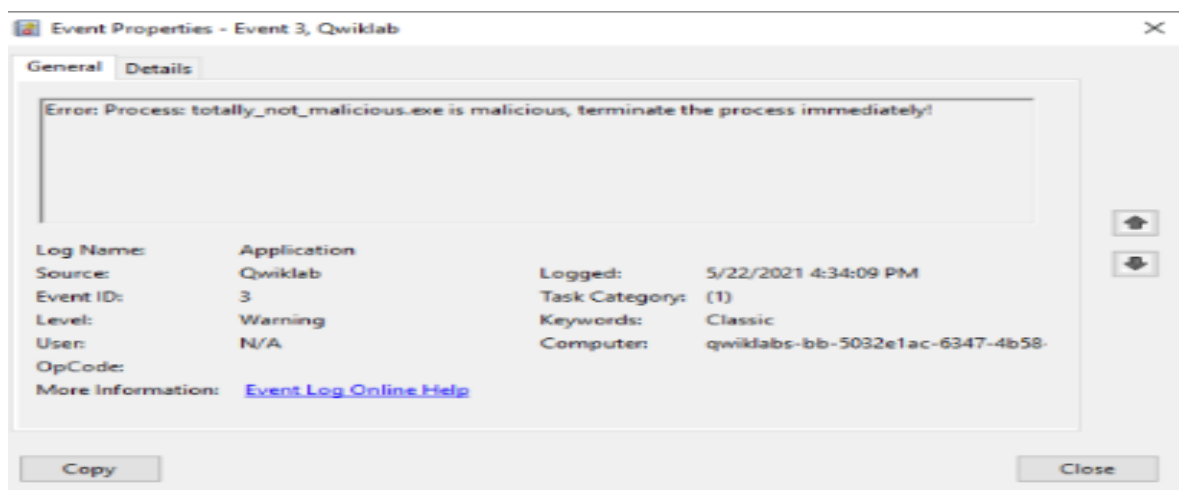 Event Properties - Event 3, Qwiklab
General Details
Error: Process: totally_not_malicious.exe is malicious, terminate the process immediately!
Log Name: Application
Source: Qwiklab Logged: 5/22/2021 4:34:09 PM
Event ID: 3 Task Category: (1)
Level: Warning Keywords: Classic
User: N/A Computer: qwiklabs-bb-5032e1ac-6347-4b58-
OpCode:
More Information: Event Log Online Help
Copy Close